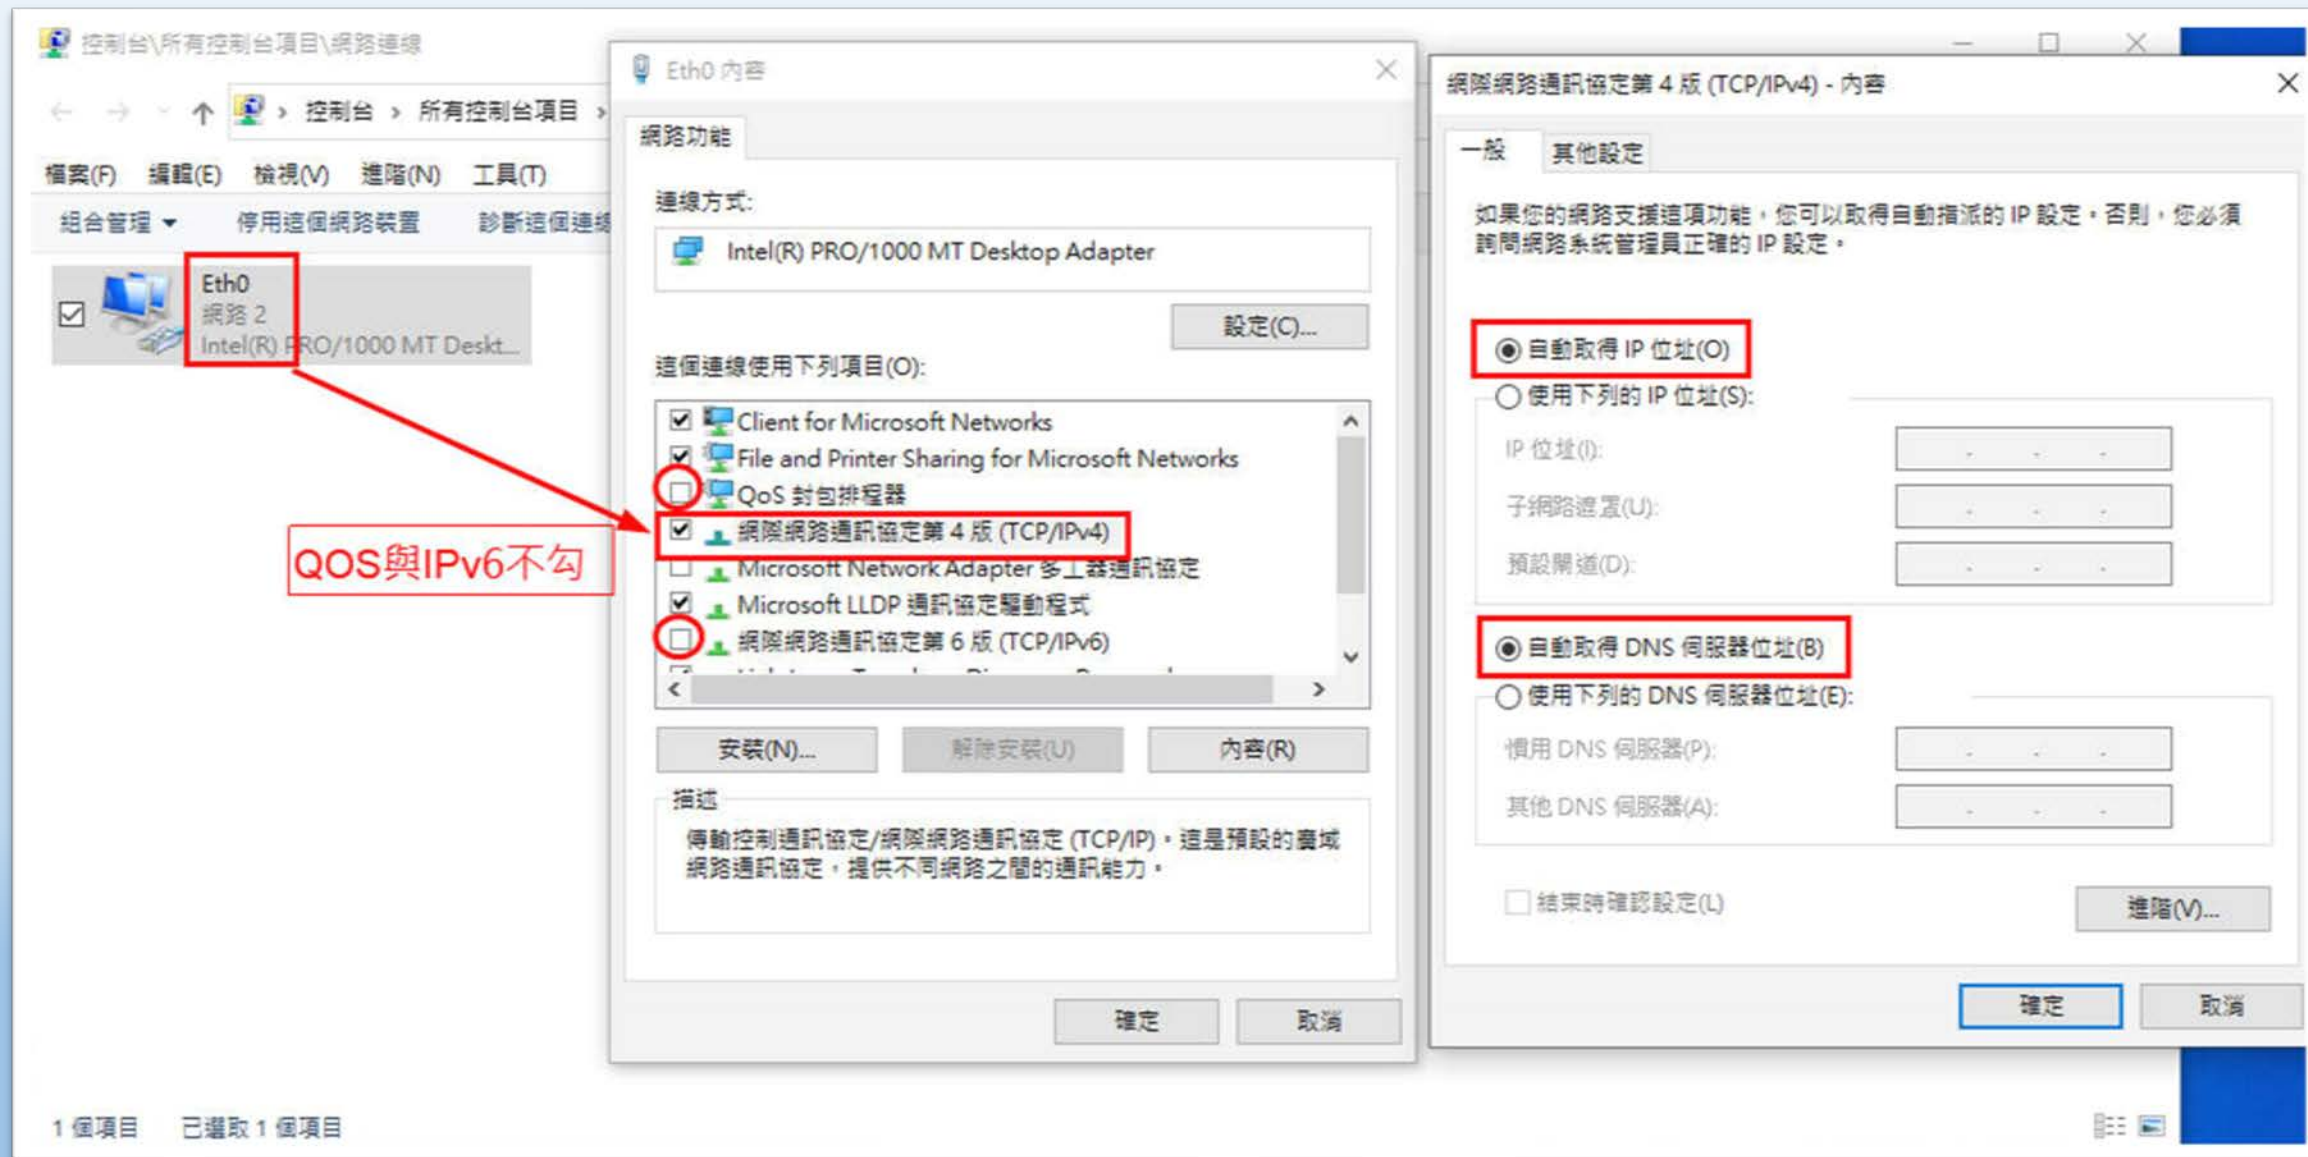 控制台\所有控制台項目\網路連線
控制台 › 所有控制台項目 ›
檔案(F) 編輯(E) 檢視(V) 進階(N) 工具(T)
組合管理 停用這個網路裝置 診斷這個連線
Eth0
網路 2
Intel(R) PRO/1000 MT Deskt...
QOS與IPv6不勾
1 個項目 已選取 1 個項目
Eth0 內容
網路功能
連線方式:
Intel(R) PRO/1000 MT Desktop Adapter
設定(C)...
這個連線使用下列項目(O):
Client for Microsoft Networks
File and Printer Sharing for Microsoft Networks
QoS 封包排程器
網際網路通訊協定第 4 版 (TCP/IPv4)
Microsoft Network Adapter 多工器通訊協定
Microsoft LLDP 通訊協定驅動程式
網際網路通訊協定第 6 版 (TCP/IPv6)
安裝(N)... 解除安裝(U) 內容(R)
描述
傳輸控制通訊協定/網際網路通訊協定 (TCP/IP)。這是預設的廣域
網路通訊協定，提供不同網路之間的通訊能力。
確定 取消
網際網路通訊協定第 4 版 (TCP/IPv4) - 內容
一般 其他設定
如果您的網路支援這項功能，您可以取得自動指派的 IP 設定。否則，您必須
詢問網路系統管理員正確的 IP 設定。
自動取得 IP 位址(O)
使用下列的 IP 位址(S):
IP 位址(I):
子網路遮罩(U):
預設閘道(D):
自動取得 DNS 伺服器位址(B)
使用下列的 DNS 伺服器位址(E):
慣用 DNS 伺服器(P):
其他 DNS 伺服器(A):
結束時確認設定(L)
進階(V)...
確定 取消